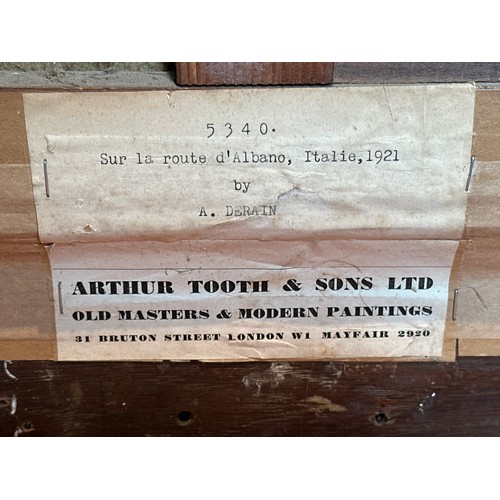 5340.
Sur la route d'Albano, Italie,1921
by
A. DERAIN
ARTHUR TOOTH & SONS LTD
OLD MASTERS & MODERN PAINTINGS
31 BRUTON STREET LONDON W1 MAYFAIR 2920